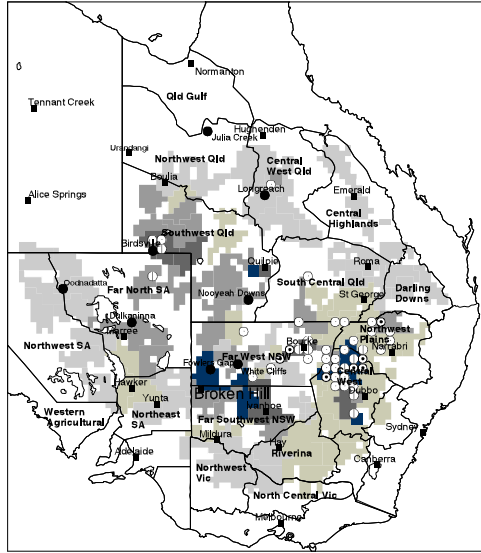 Normanton
Qld Gulf
Tennant Creek
Julia Creek
Hughenden
Urandangi
Northwest Qld
Central
West Qld
Boulia
Longreach
Emerald
Alice Springs
Central
Highlands
Southwest Qld
Birdsville
Quilpie
Roma
South Central Qld
Oodnadatta
Far North SA
Nooyeah Downs
St George
Darling
Downs
Dulkaninna
Marree
Northwest SA
Northwest
Plains
Bourke
Narrabri
Fowlers Gap
Far West NSW
White Cliffs
Central
West
Hawker
Broken Hill
Dubbo
Yunta
Ivanhoe
Western
Agricultural
Northeast
SA
Far Southwest NSW
Sydney
Mildura
Hay
Riverina
Adelaide
Northwest
Vic
Canberra
North Central Vic
Melbourne